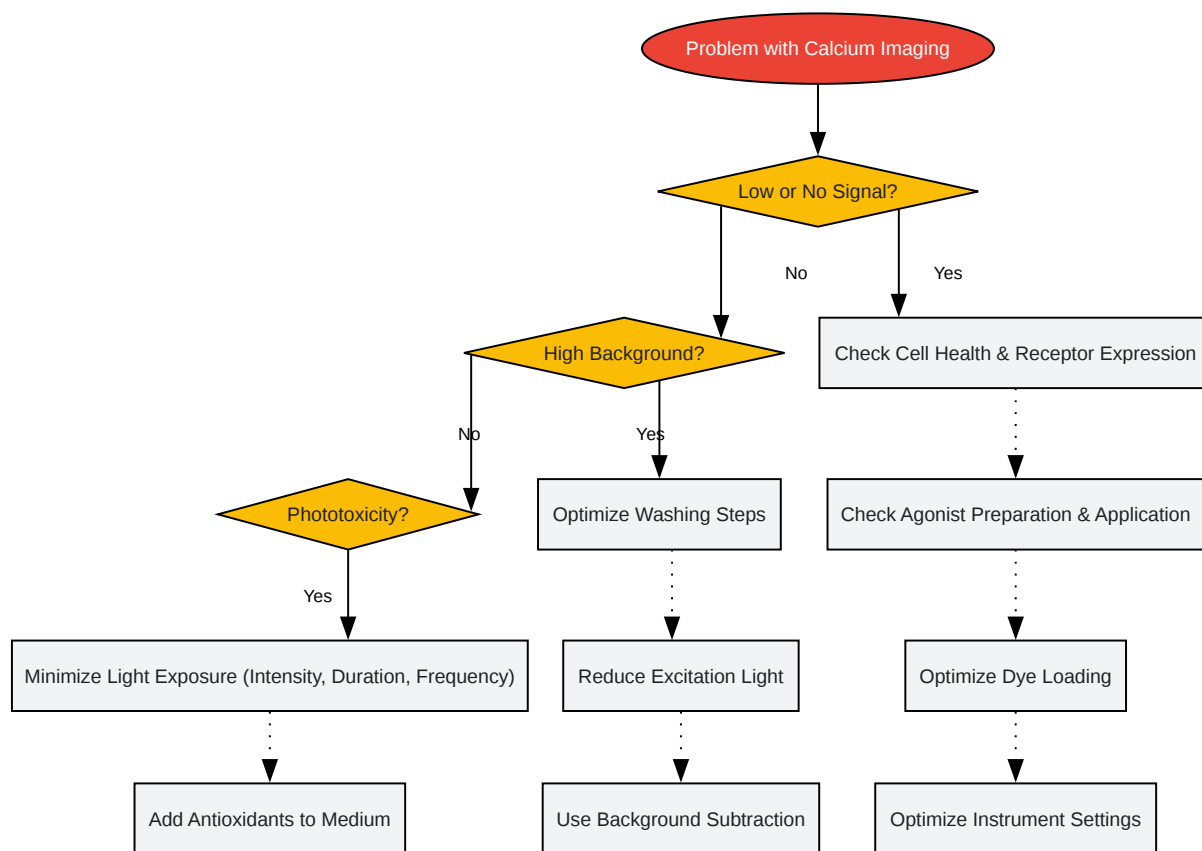 Problem with Calcium Imaging
Low or No Signal?
No
Yes
High Background?
Check Cell Health & Receptor Expression
No
Yes
Phototoxicity?
Optimize Washing Steps
Check Agonist Preparation & Application
Yes
Minimize Light Exposure (Intensity, Duration, Frequency)
Reduce Excitation Light
Optimize Dye Loading
Add Antioxidants to Medium
Use Background Subtraction
Optimize Instrument Settings